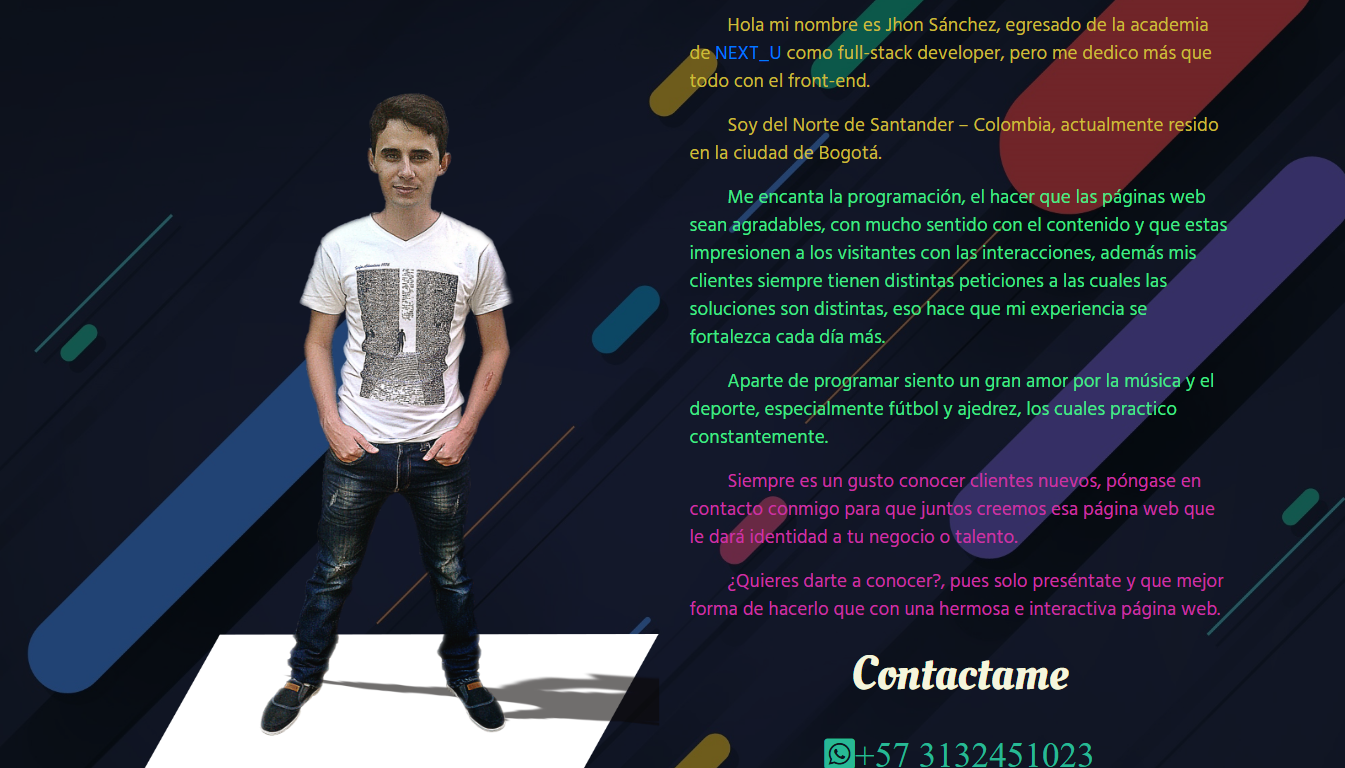 Hola mi nombre es Jhon Sánchez, egresado de la academia
de NEXT_U como full-stack developer, pero me dedico más que
todo con el front-end.
Soy del Norte de Santander – Colombia, actualmente resido
en la ciudad de Bogotá.
Me encanta la programación, el hacer que las páginas web
sean agradables, con mucho sentido con el contenido y que estas
impresionen a los visitantes con las interacciones, además mis
clientes siempre tienen distintas peticiones a las cuales las
soluciones son distintas, eso hace que mi experiencia se
fortalezca cada día más.
Aparte de programar siento un gran amor por la música y el
deporte, especialmente fútbol y ajedrez, los cuales practico
constantemente.
Siempre es un gusto conocer clientes nuevos, póngase en
contacto conmigo para que juntos creemos esa página web que
le dará identidad a tu negocio o talento.
¿Quieres darte a conocer?, pues solo preséntate y que mejor
forma de hacerlo que con una hermosa e interactiva página web.
Contactame
+57 3132451023